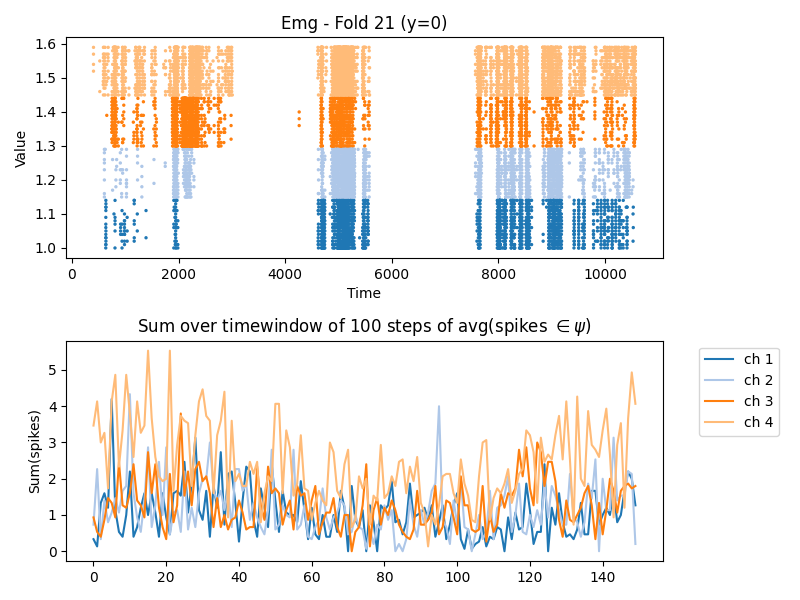 Emg - Fold 21 (y=0)
1.6
1.5
1.4
1.3
1.2
1.1
1.0
Value
0 2000 4000 6000 8000 10000
Time
Sum over timewindow of 100 steps of avg(spikes ∈ ψ)
5
4
3
2
1
0
Sum(spikes)
0 20 40 60 80 100 120 140
ch 1
ch 2
ch 3
ch 4